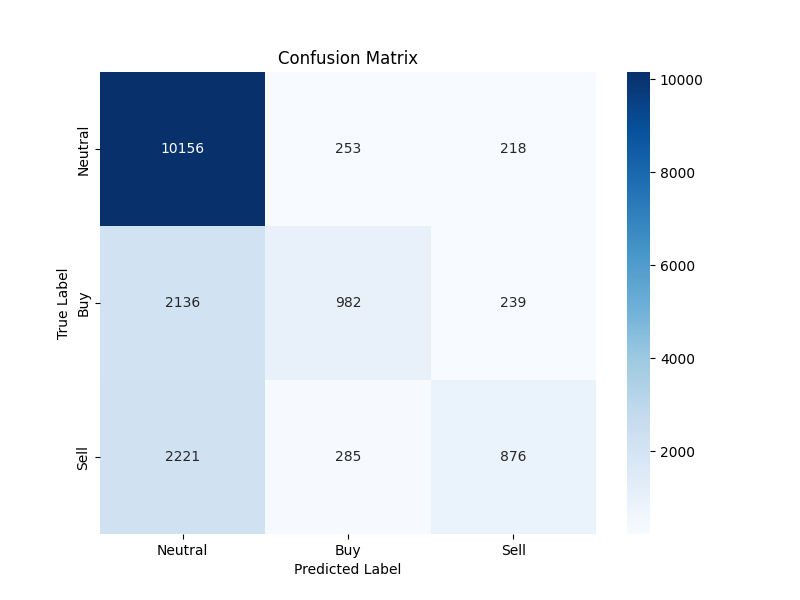 Confusion Matrix
True Label
Neutral
10156 253 218
Buy
2136 982 239
Sell
2221 285 876
Neutral Buy Sell
Predicted Label
10000
8000
6000
4000
2000